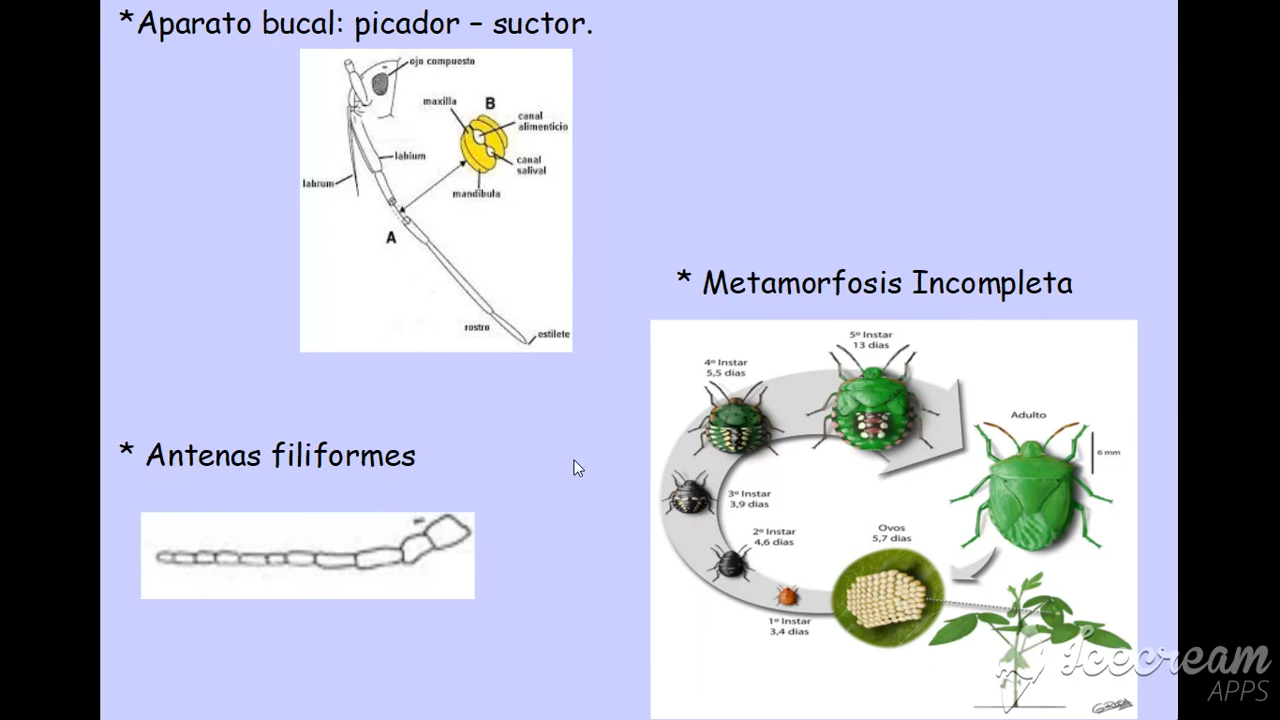 *Aparato bucal: picador – suctor.
ojo compuesto
maxilla
B
canal
alimenticio
labium
canal
salival
labrum
mandibula
A
rostro
estilete
* Metamorfosis Incompleta
5º Instar
13 dias
4º Instar
5,5 dias
Adulto
6 mm
3º Instar
3,9 dias
2º Instar
4,6 dias
Ovos
5,7 dias
1º Instar
3,4 dias
* Antenas filiformes
Icecream
APPS